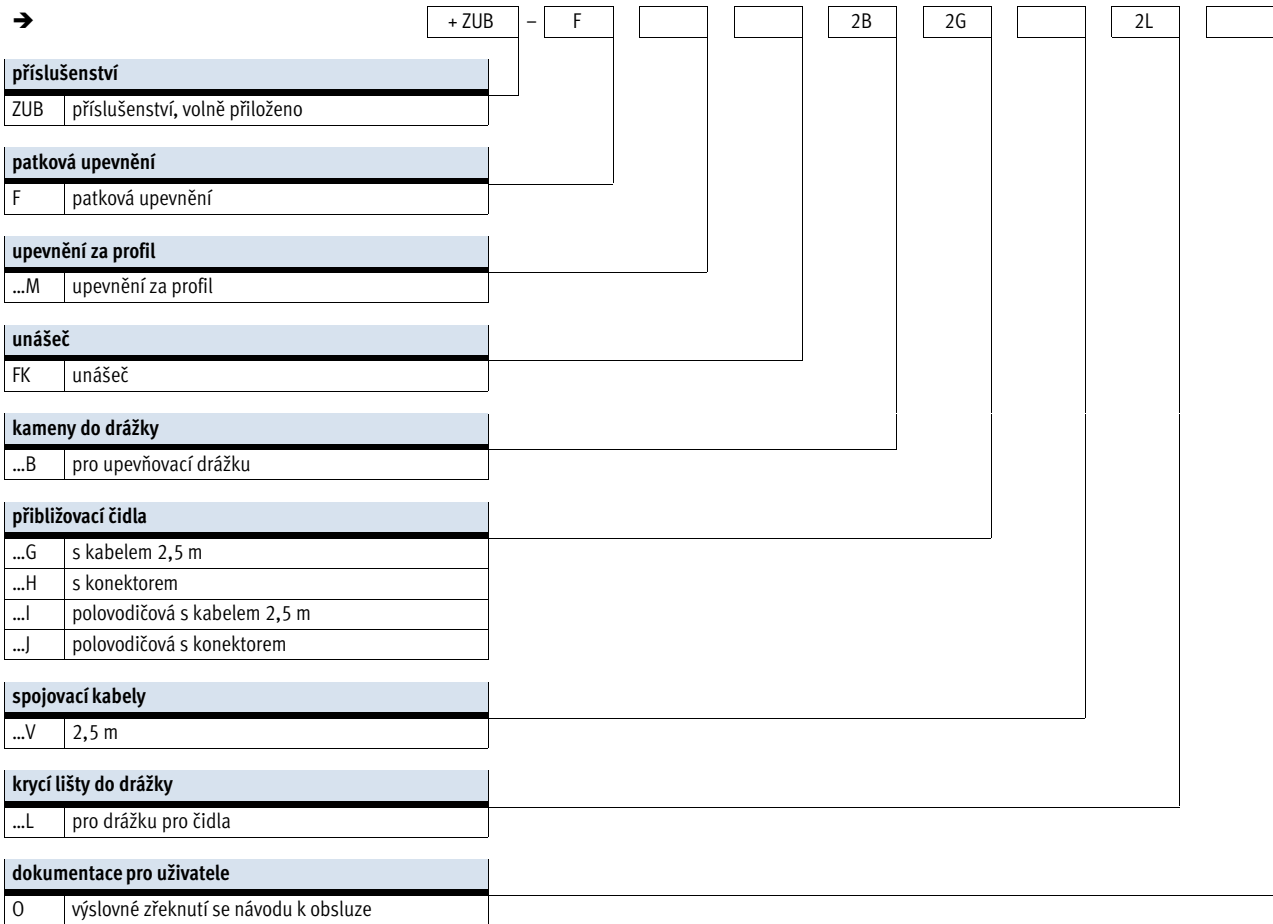 ➔ + ZUB – F 2B 2G 2L
příslušenství
ZUB příslušenství, volně přiloženo
patková upevnění
F patková upevnění
upevnění za profil
...M upevnění za profil
unášeč
FK unášeč
kameny do drážky
...B pro upevňovací drážku
přibližovací čidla
...G s kabelem 2,5 m
...H s konektorem
...I polovodičová s kabelem 2,5 m
...J polovodičová s konektorem
spojovací kabely
...V 2,5 m
krycí lišty do drážky
...L pro drážku pro čidla
dokumentace pro uživatele
O výslovné zřeknutí se návodu k obsluze